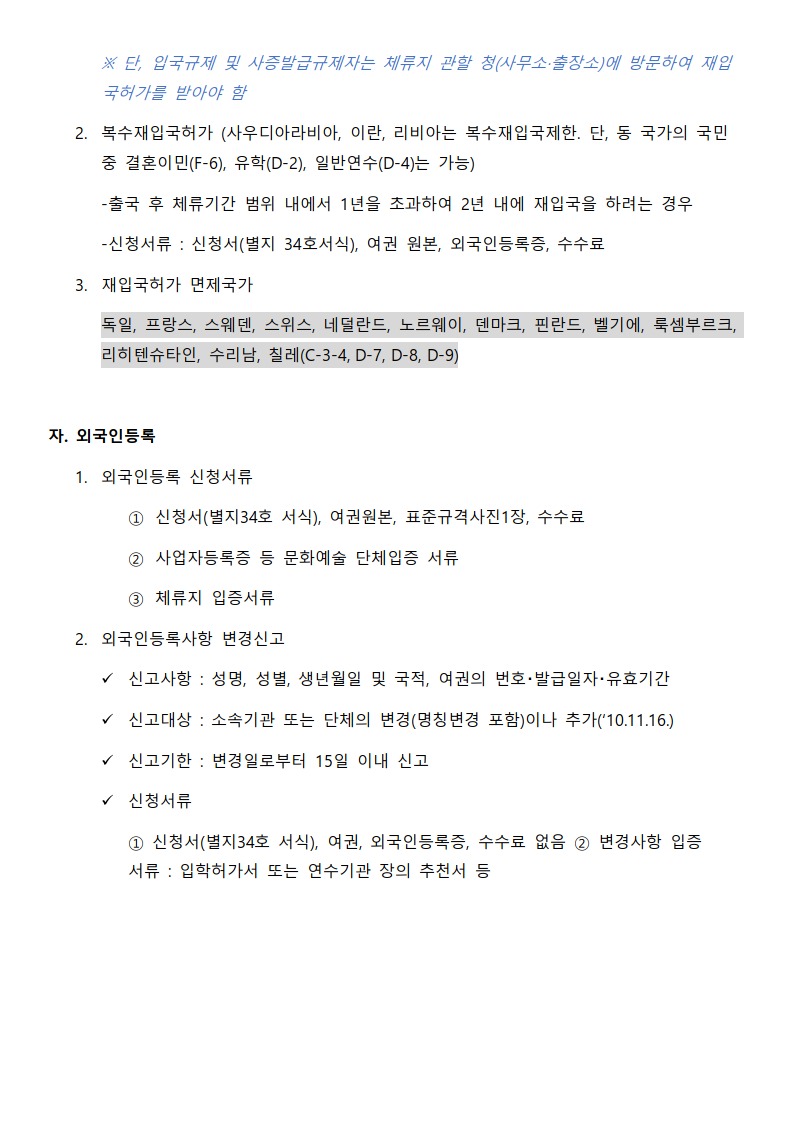 ※ 단, 입국규제 및 사증발급규제자는 체류지 관할 청(사무소·출장소)에 방문하여 재입
국허가를 받아야 함
2. 복수재입국허가 (사우디아라비아, 이란, 리비아는 복수재입국제한. 단, 동 국가의 국민
중 결혼이민(F-6), 유학(D-2), 일반연수(D-4)는 가능)
-출국 후 체류기간 범위 내에서 1년을 초과하여 2년 내에 재입국을 하려는 경우
-신청서류 : 신청서(별지 34호서식), 여권 원본, 외국인등록증, 수수료
3. 재입국허가 면제국가
독일, 프랑스, 스웨덴, 스위스, 네덜란드, 노르웨이, 덴마크, 핀란드, 벨기에, 룩셈부르크,
리히텐슈타인, 수리남, 칠레(C-3-4, D-7, D-8, D-9)
자. 외국인등록
1. 외국인등록 신청서류
① 신청서(별지34호 서식), 여권원본, 표준규격사진1장, 수수료
② 사업자등록증 등 문화예술 단체입증 서류
③ 체류지 입증서류
2. 외국인등록사항 변경신고
✓ 신고사항 : 성명, 성별, 생년월일 및 국적, 여권의 번호･발급일자･유효기간
✓ 신고대상 : 소속기관 또는 단체의 변경(명칭변경 포함)이나 추가(‘10.11.16.)
✓ 신고기한 : 변경일로부터 15일 이내 신고
✓ 신청서류
① 신청서(별지34호 서식), 여권, 외국인등록증, 수수료 없음 ② 변경사항 입증
서류 : 입학허가서 또는 연수기관 장의 추천서 등